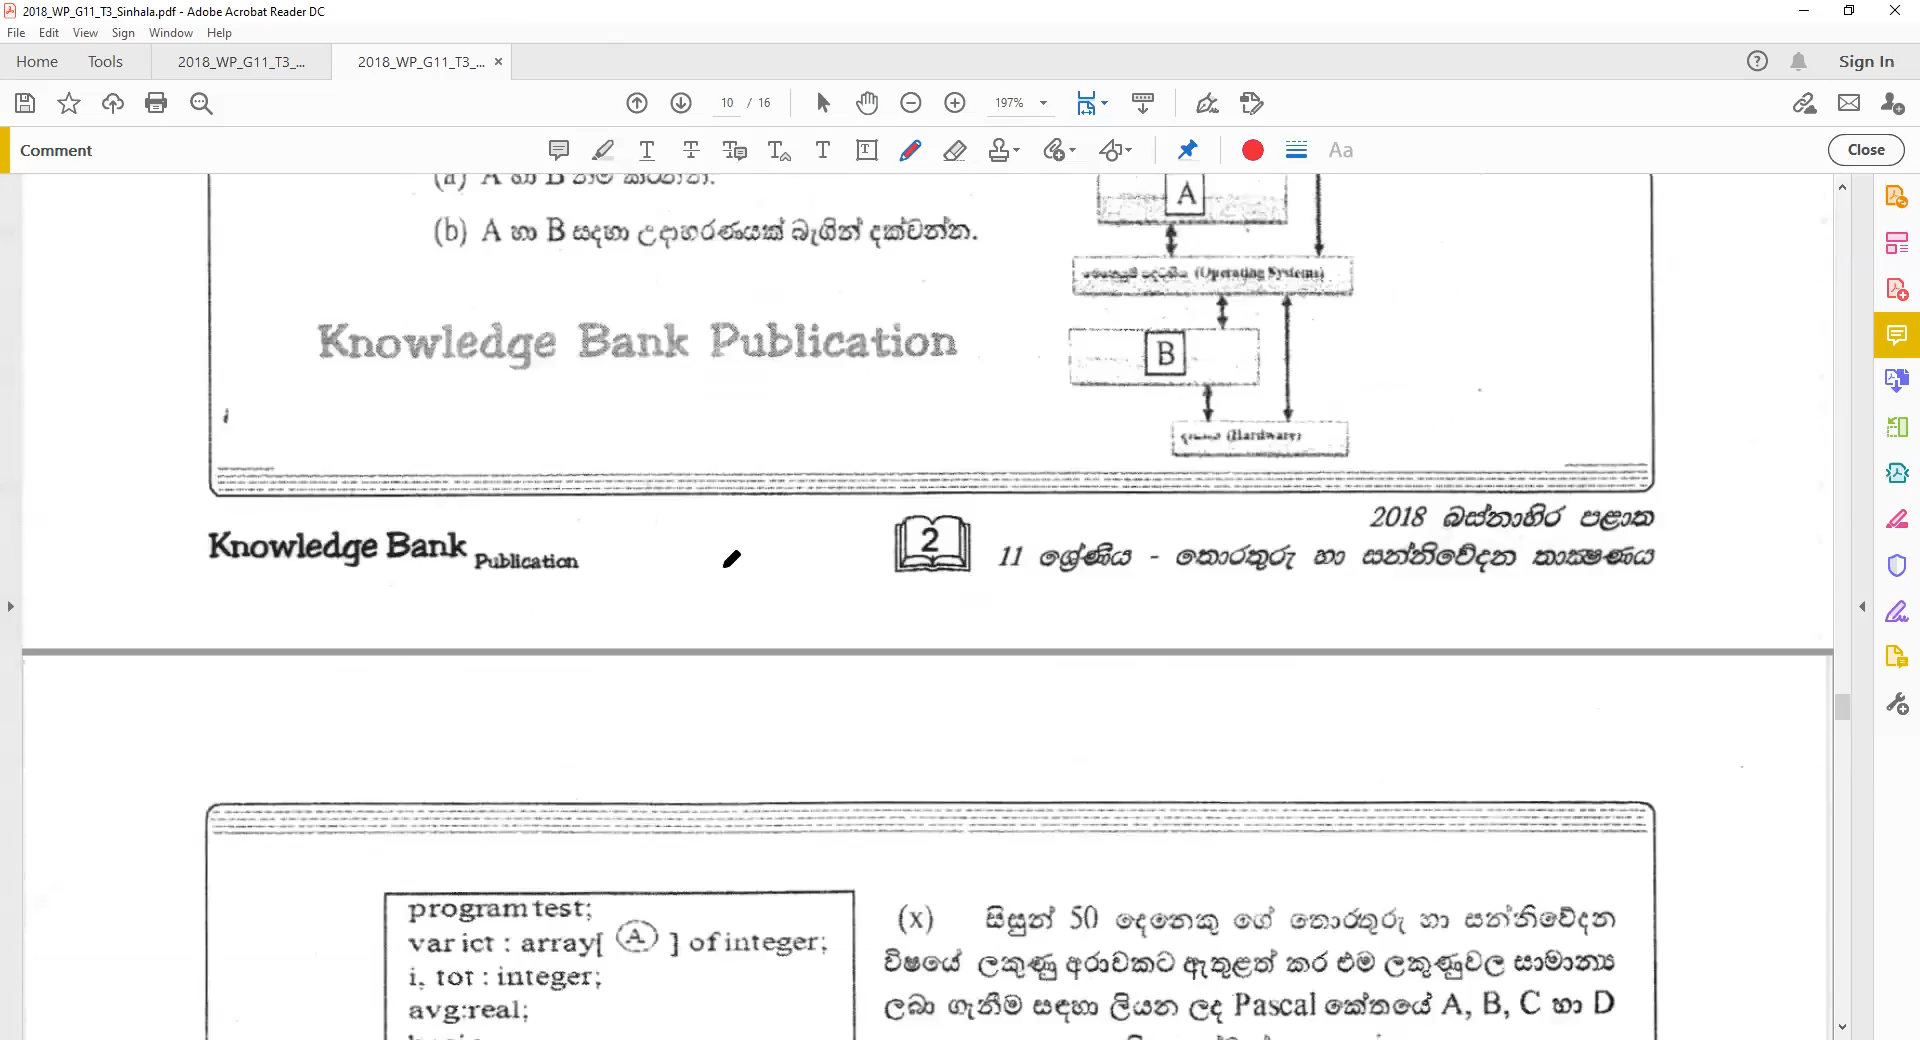 2018_WP_G11_T3_Sinhala.pdf - Adobe Acrobat Reader DC
File Edit View Sign Window Help
Home Tools 2018_WP_G11_T3_... 2018_WP_G11_T3_... ×
Sign In
10 / 16
197%
Comment
Aa
Close
(a) A හා B නම් කරන්න.
(b) A හා B සඳහා උදාහරණයක් බැගින් දක්වන්න.
A
(Operating Systems)
Knowledge Bank Publication
B
(Hardware)
Knowledge Bank Publication
2
2018 බස්නාහිර පළාත
11 ශ්‍රේණිය - තොරතුරු හා සන්නිවේදන තාක්ෂණය
program test;
var ict : array[ A ] of integer;
i, tot : integer;
avg:real;
(x) සිසුන් 50 දෙනෙකු ගේ තොරතුරු හා සන්නිවේදන
විෂයේ ලකුණු අරාවකට ඇතුළත් කර එම ලකුණුවල සාමාන්‍ය
ලබා ගැනීම සඳහා ලියන ලද Pascal කේතයේ A, B, C හා D